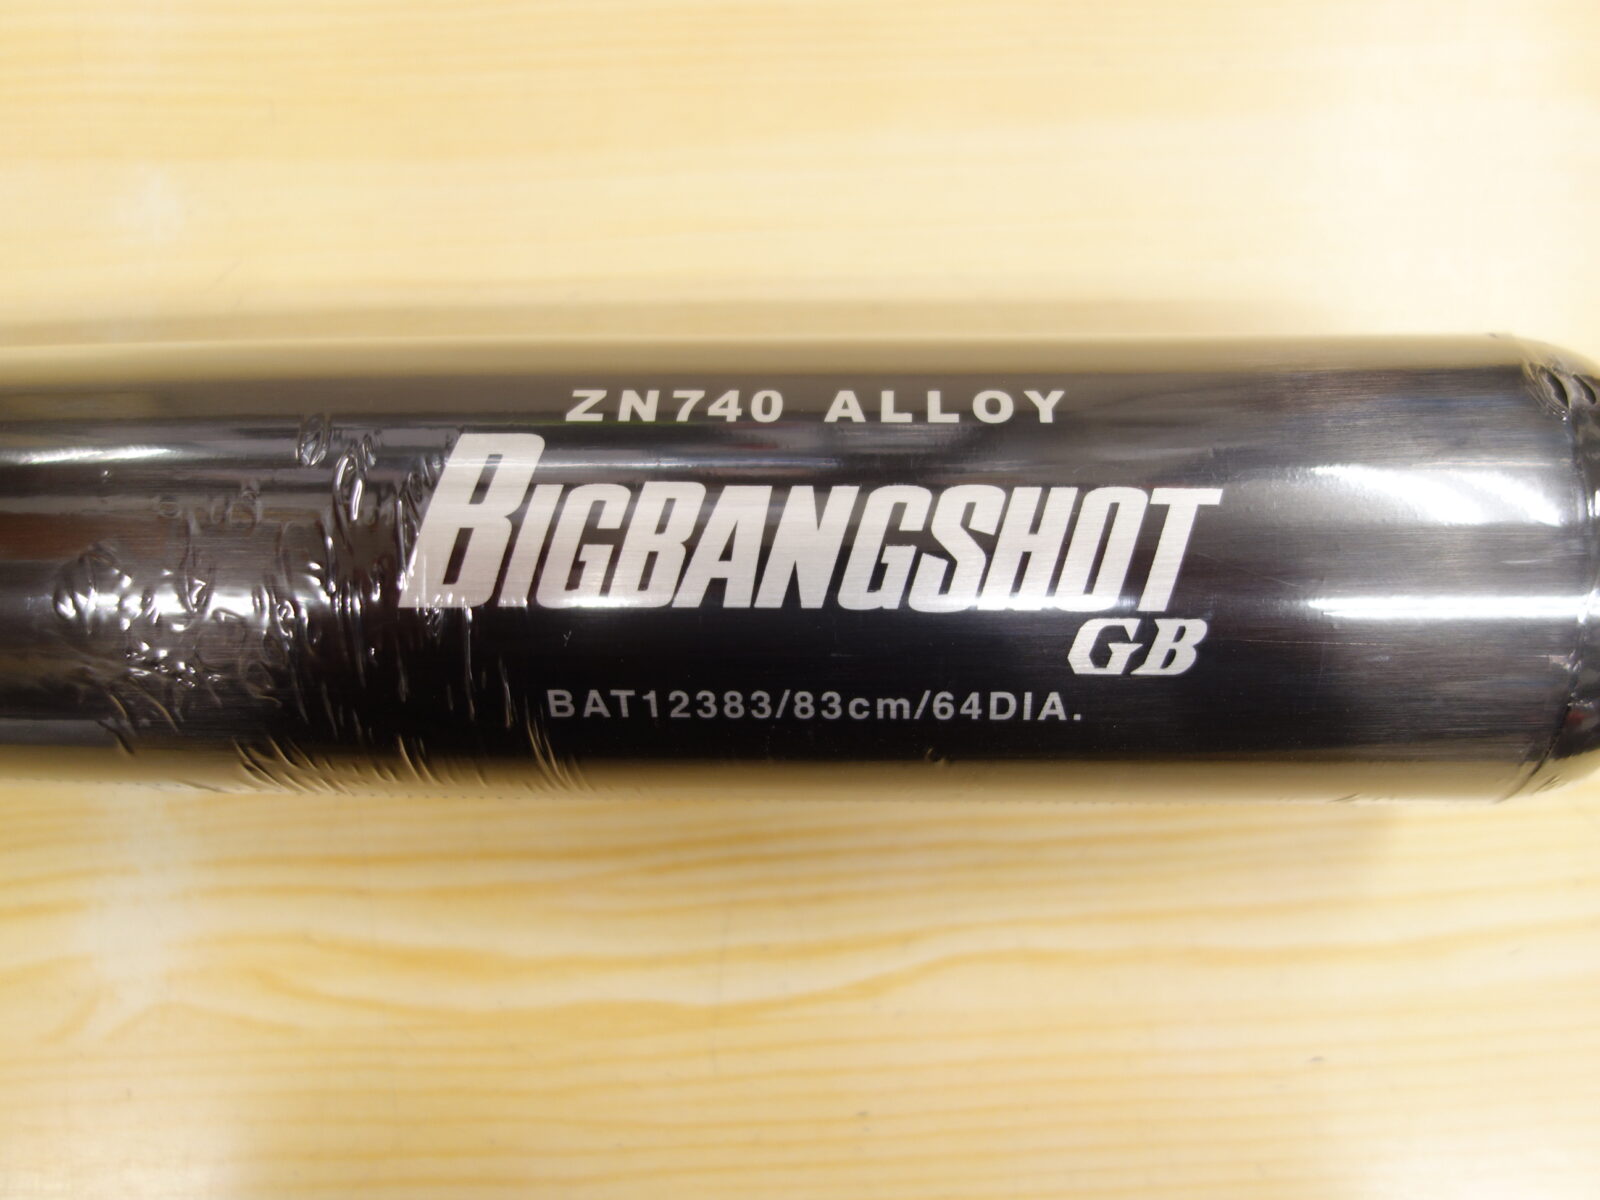 ZN740 ALLOY
BIGBANGSHOT
GB
BAT12383/83cm/64DIA.